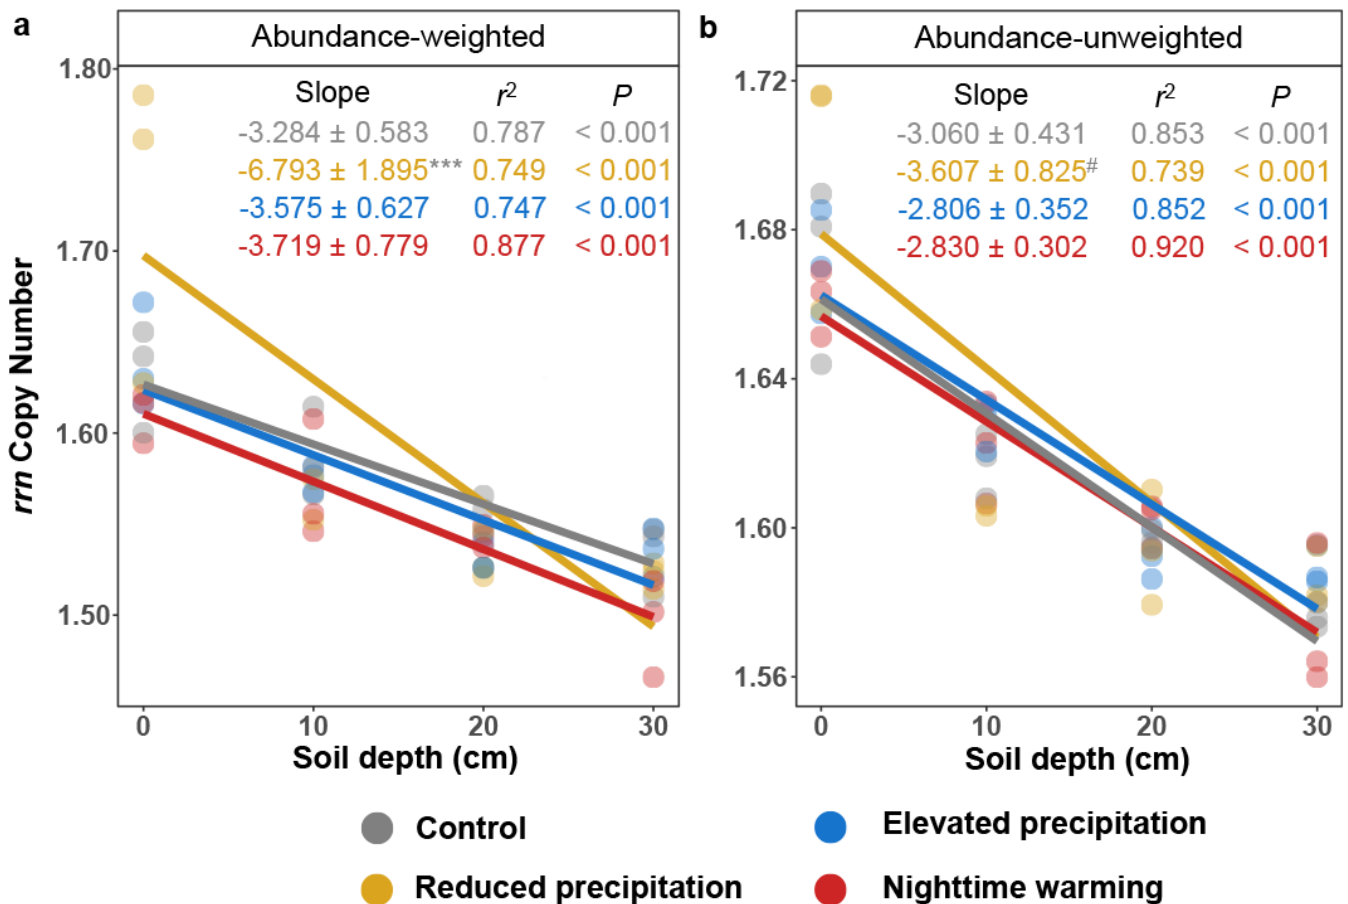 a
Abundance-weighted
1.80
1.70
1.60
1.50
rrn Copy Number
Slope r² P
-3.284 ± 0.583 0.787 < 0.001
-6.793 ± 1.895*** 0.749 < 0.001
-3.575 ± 0.627 0.747 < 0.001
-3.719 ± 0.779 0.877 < 0.001
0 10 20 30
Soil depth (cm)
b
Abundance-unweighted
1.72
1.68
1.64
1.60
1.56
Slope r² P
-3.060 ± 0.431 0.853 < 0.001
-3.607 ± 0.825# 0.739 < 0.001
-2.806 ± 0.352 0.852 < 0.001
-2.830 ± 0.302 0.920 < 0.001
0 10 20 30
Soil depth (cm)
Control
Elevated precipitation
Reduced precipitation
Nighttime warming